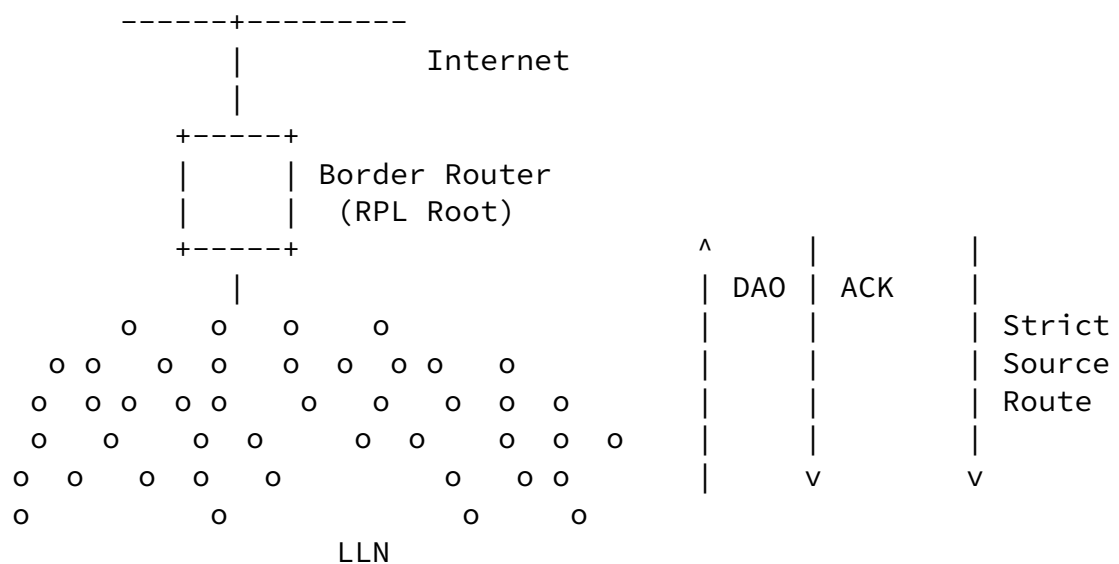 ------+---------
|          Internet
|
+-----+
|     | Border Router
|     |  (RPL Root)
+-----+                      ^     |        |
|                            | DAO | ACK    |
o    o   o    o                 |     |        | Strict
o o   o  o   o  o  o o   o         |     |        | Source
o  o o  o o    o   o   o  o  o      |     |        | Route
o   o    o  o     o  o    o  o  o   |     |        |
o  o   o  o   o         o   o o     |     v        v
o          o             o     o
LLN